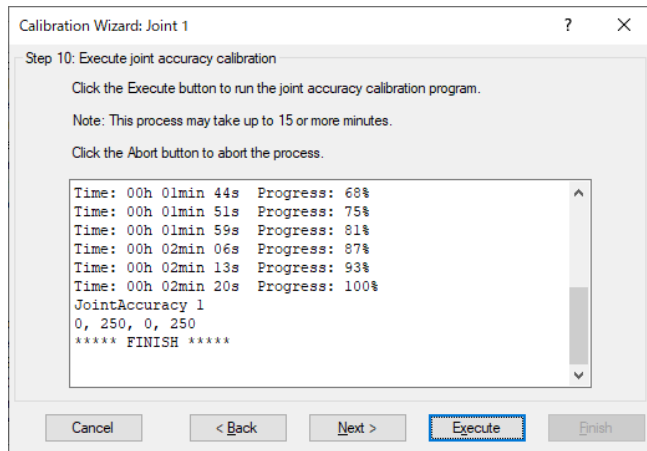 Calibration Wizard: Joint 1
?
Step 10: Execute joint accuracy calibration
Click the Execute button to run the joint accuracy calibration program.
Note: This process may take up to 15 or more minutes.
Click the Abort button to abort the process.
Time: 00h 01min 44s  Progress: 68%
Time: 00h 01min 51s  Progress: 75%
Time: 00h 01min 59s  Progress: 81%
Time: 00h 02min 06s  Progress: 87%
Time: 00h 02min 13s  Progress: 93%
Time: 00h 02min 20s  Progress: 100%
JointAccuracy 1
0, 250, 0, 250
***** FINISH *****
Cancel
< Back
Next >
Execute
Finish